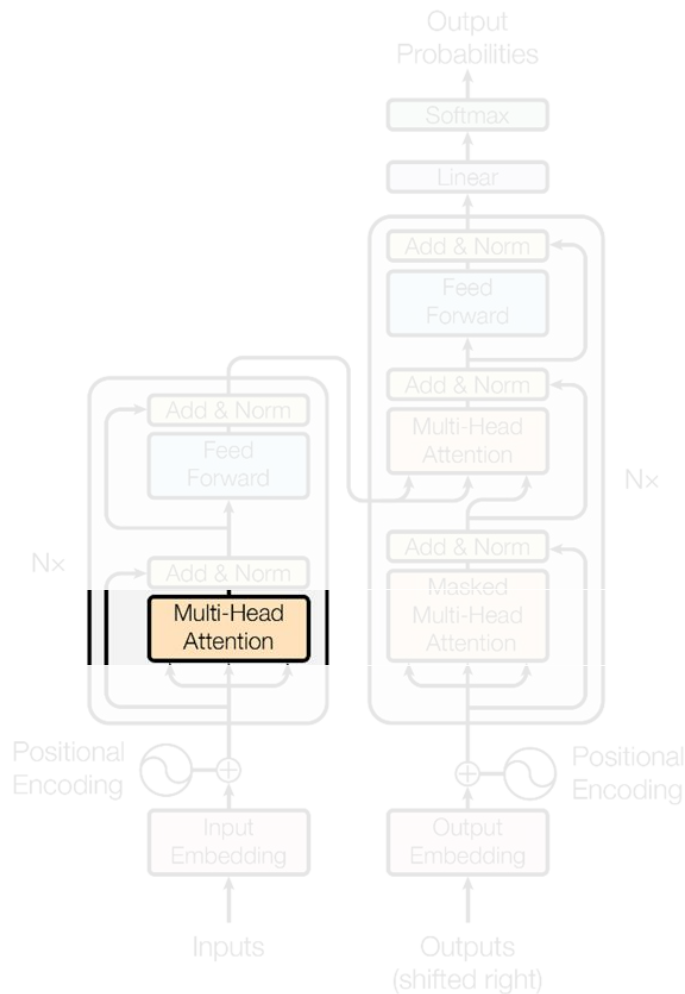 Output
Probabilities
Softmax
Linear
Add & Norm
Feed
Forward
Add & Norm
Multi-Head
Attention
Add & Norm
Masked
Multi-Head
Attention
Nx
Add & Norm
Feed
Forward
Add & Norm
Multi-Head
Attention
Nx
Positional
Encoding
Positional
Encoding
Input
Embedding
Output
Embedding
Inputs
Outputs
(shifted right)